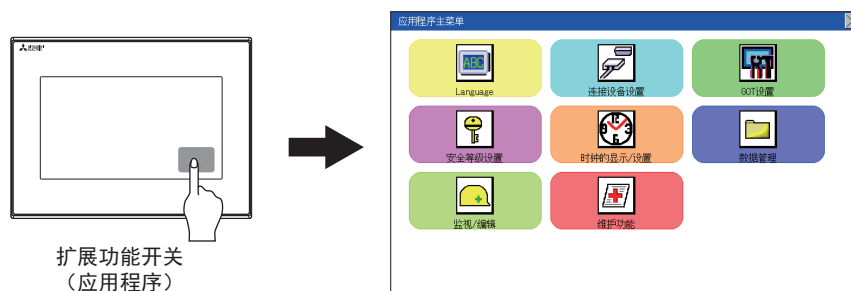 应用程序主菜单
ABC
Language
连接设备设置
GOT设置
安全等级设置
时钟的显示/设置
数据管理
监视/编辑
维护功能
扩展功能开关
（应用程序）